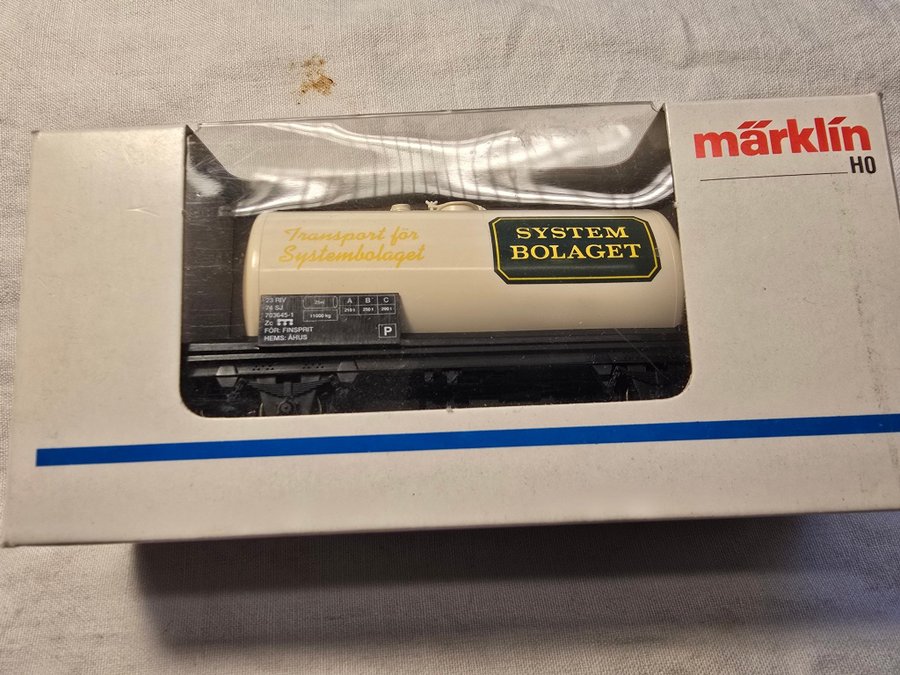 märklín
H0
Transport för
Systembolaget
SYSTEM
BOLAGET
23 RIV
74 SJ
703645-1
Zc
FÖR: FINSPRIT
HEMS: ÅHUS
11000 kg
A B C
P